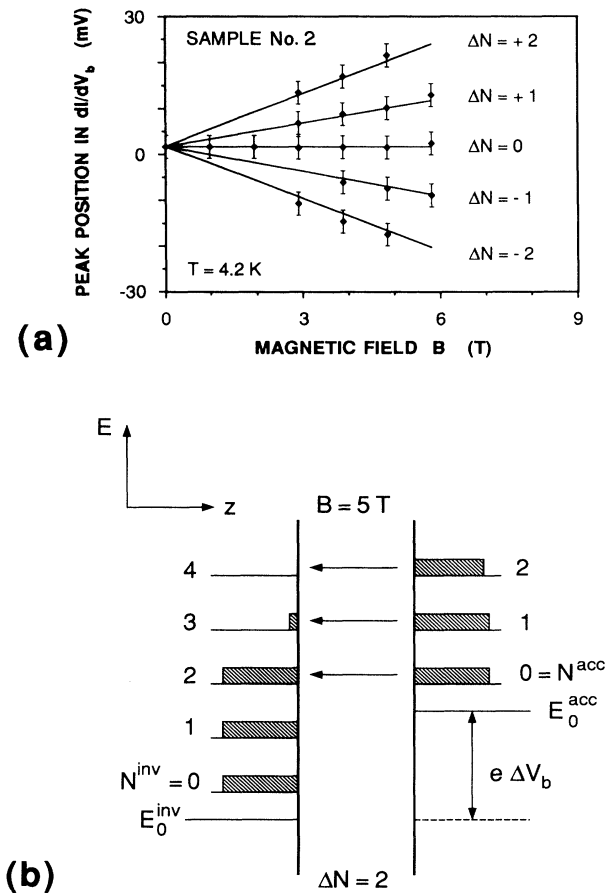 30
SAMPLE No. 2
ΔN = + 2
ΔN = + 1
ΔN = 0
ΔN = - 1
ΔN = - 2
0
-30
PEAK POSITION IN dI/dV_b (mV)
T = 4.2 K
0 3 6 9
MAGNETIC FIELD B (T)
(a)
E
z
B = 5 T
4 2
3 1
2 0 = N^acc
E_0^acc
1
e ΔV_b
N^inv = 0
E_0^inv
ΔN = 2
(b)